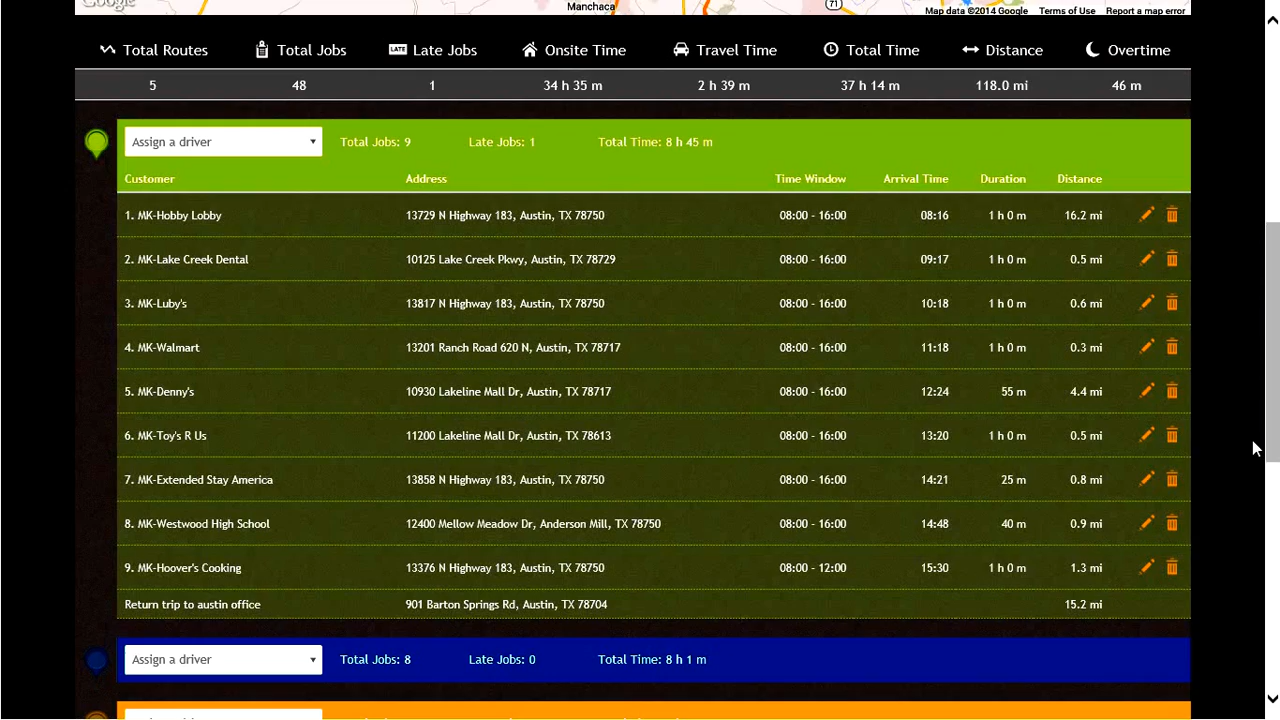 Google
Manchaca
71
Map data ©2014 Google Terms of Use Report a map error
Total Routes Total Jobs LATE Late Jobs Onsite Time Travel Time Total Time Distance Overtime
5 48 1 34 h 35 m 2 h 39 m 37 h 14 m 118.0 mi 46 m
Assign a driver Total Jobs: 9 Late Jobs: 1 Total Time: 8 h 45 m
Customer Address Time Window Arrival Time Duration Distance
1. MK-Hobby Lobby 13729 N Highway 183, Austin, TX 78750 08:00 - 16:00 08:16 1 h 0 m 16.2 mi
2. MK-Lake Creek Dental 10125 Lake Creek Pkwy, Austin, TX 78729 08:00 - 16:00 09:17 1 h 0 m 0.5 mi
3. MK-Luby's 13817 N Highway 183, Austin, TX 78750 08:00 - 16:00 10:18 1 h 0 m 0.6 mi
4. MK-Walmart 13201 Ranch Road 620 N, Austin, TX 78717 08:00 - 16:00 11:18 1 h 0 m 0.3 mi
5. MK-Denny's 10930 Lakeline Mall Dr, Austin, TX 78717 08:00 - 16:00 12:24 55 m 4.4 mi
6. MK-Toy's R Us 11200 Lakeline Mall Dr, Austin, TX 78613 08:00 - 16:00 13:20 1 h 0 m 0.5 mi
7. MK-Extended Stay America 13858 N Highway 183, Austin, TX 78750 08:00 - 16:00 14:21 25 m 0.8 mi
8. MK-Westwood High School 12400 Mellow Meadow Dr, Anderson Mill, TX 78750 08:00 - 16:00 14:48 40 m 0.9 mi
9. MK-Hoover's Cooking 13376 N Highway 183, Austin, TX 78750 08:00 - 12:00 15:30 1 h 0 m 1.3 mi
Return trip to austin office 901 Barton Springs Rd, Austin, TX 78704 15.2 mi
Assign a driver Total Jobs: 8 Late Jobs: 0 Total Time: 8 h 1 m